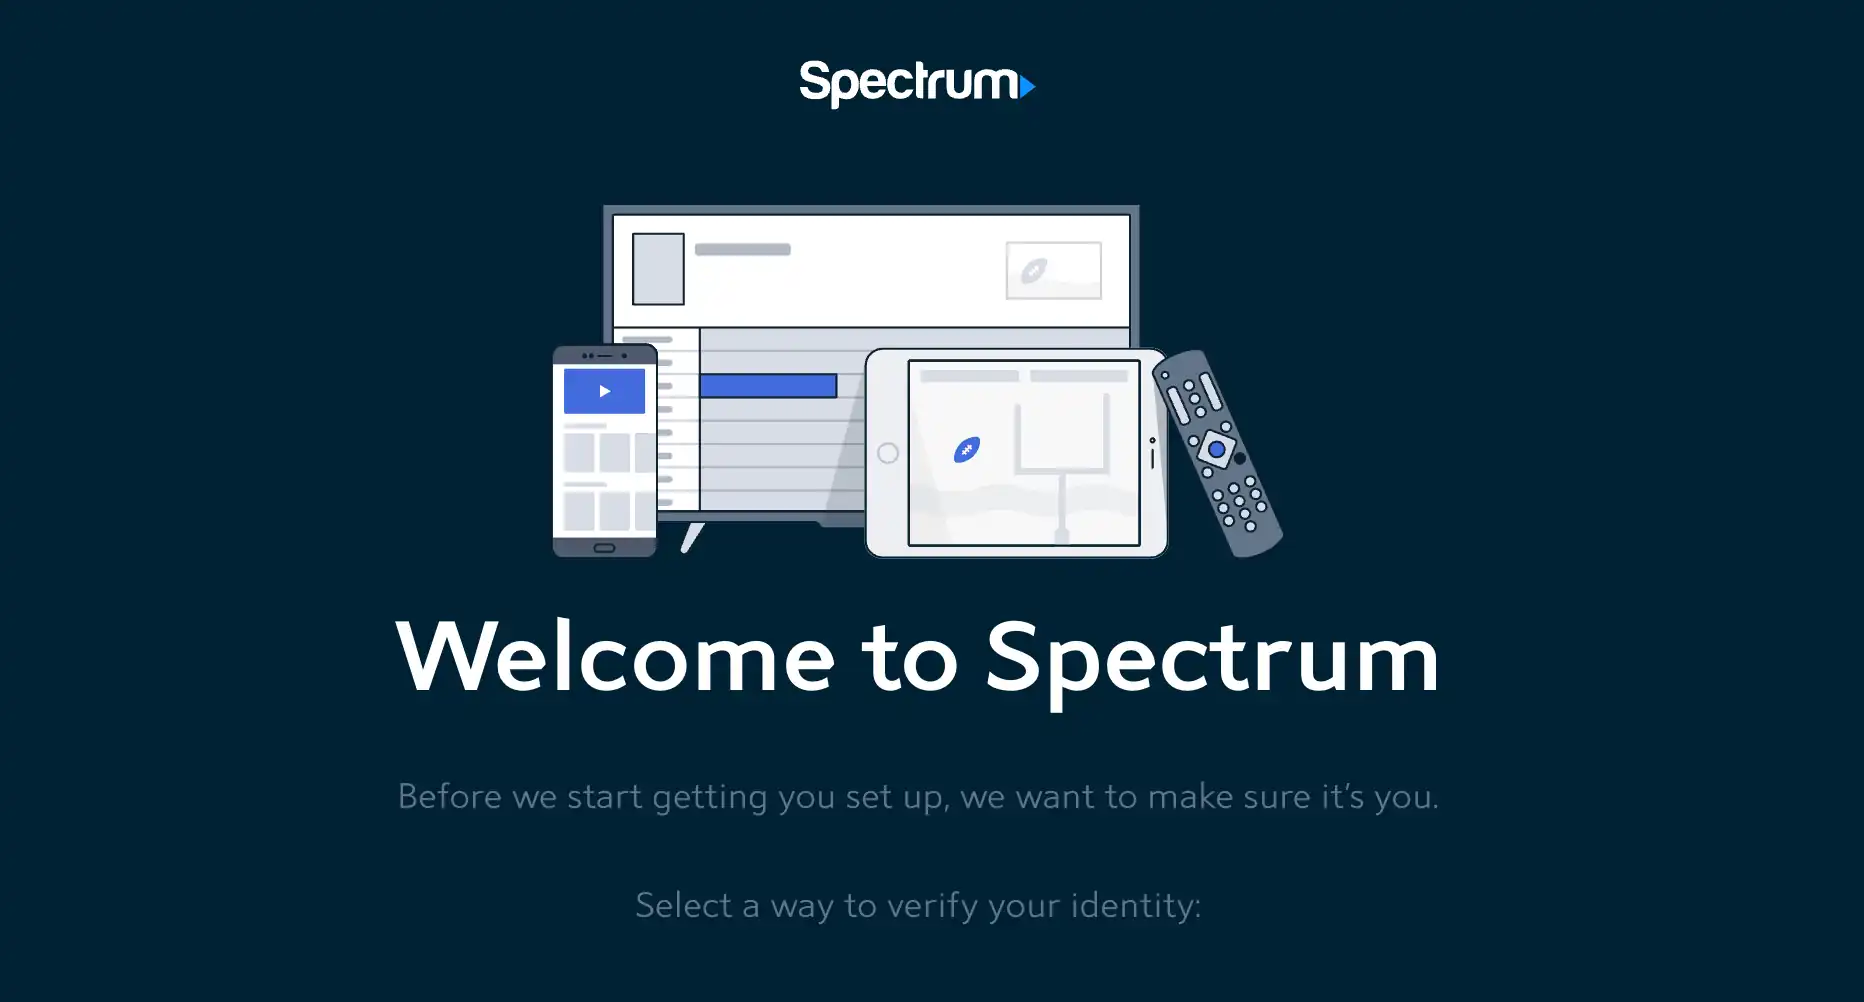 Spectrum
Welcome to Spectrum
Before we start getting you set up, we want to make sure it’s you.
Select a way to verify your identity: